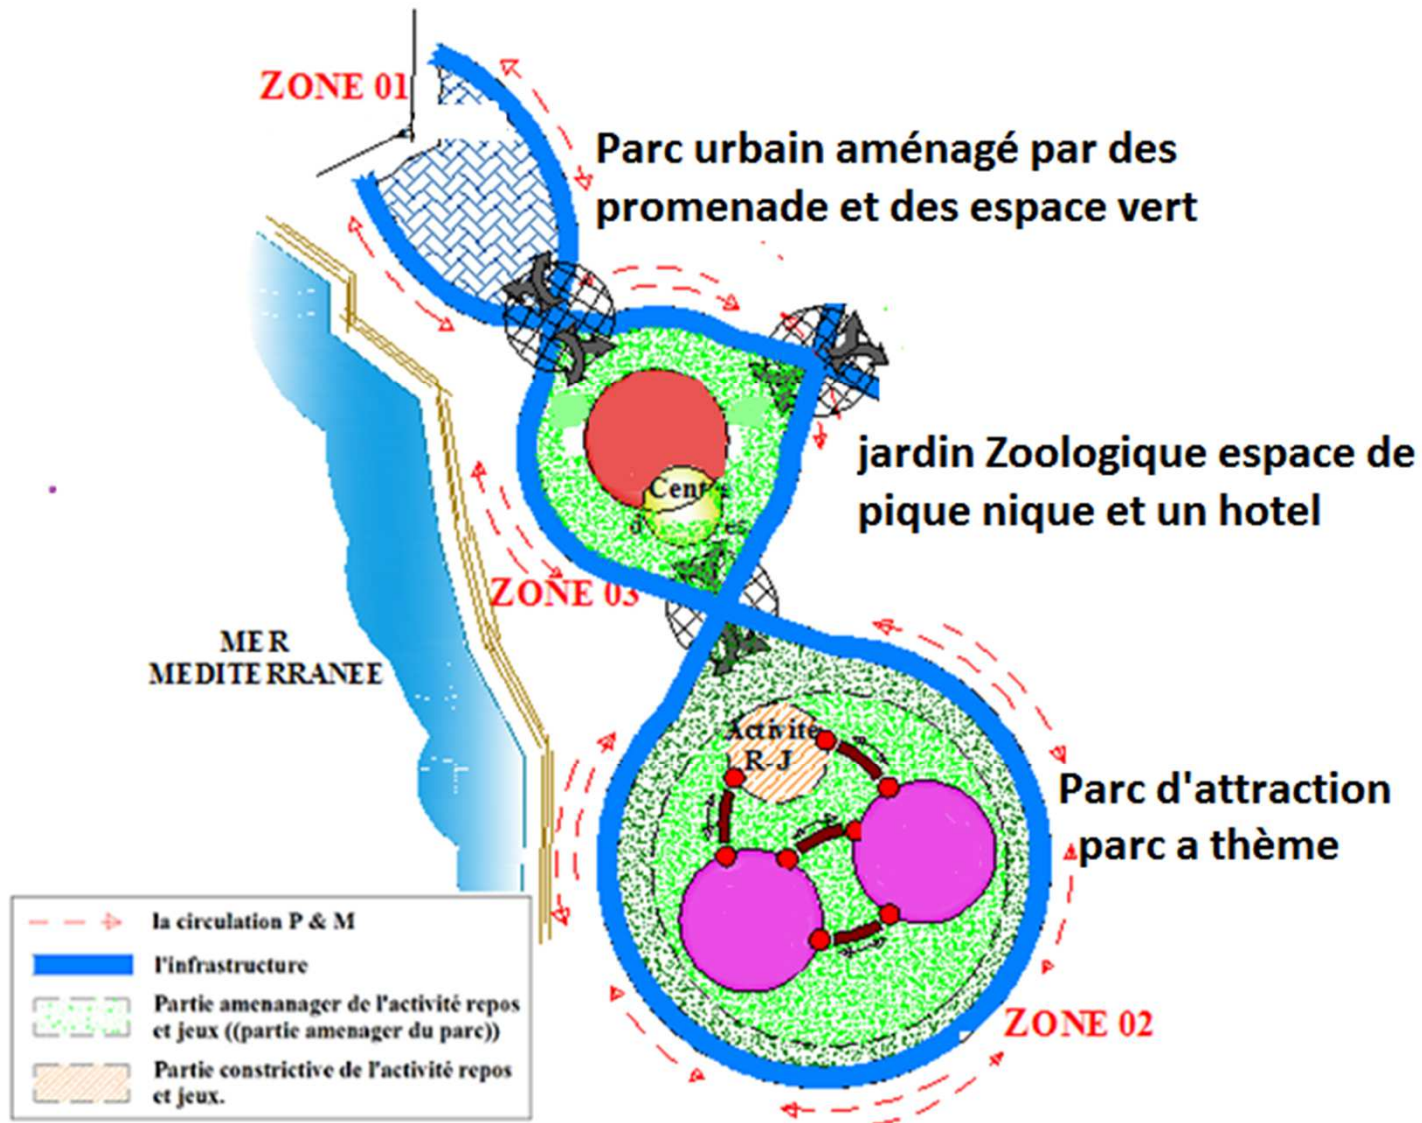 ZONE 01
Parc urbain aménagé par des
promenade et des espace vert
jardin Zoologique espace de
pique nique et un hotel
ZONE 03
MER
MEDITERRANEE
Activite
R-J
Parc d'attraction
parc a thème
ZONE 02
la circulation P & M
l'infrastructure
Partie amenanager de l'activité repos
et jeux ((partie amenager du parc))
Partie constrictive de l'activité repos
et jeux.